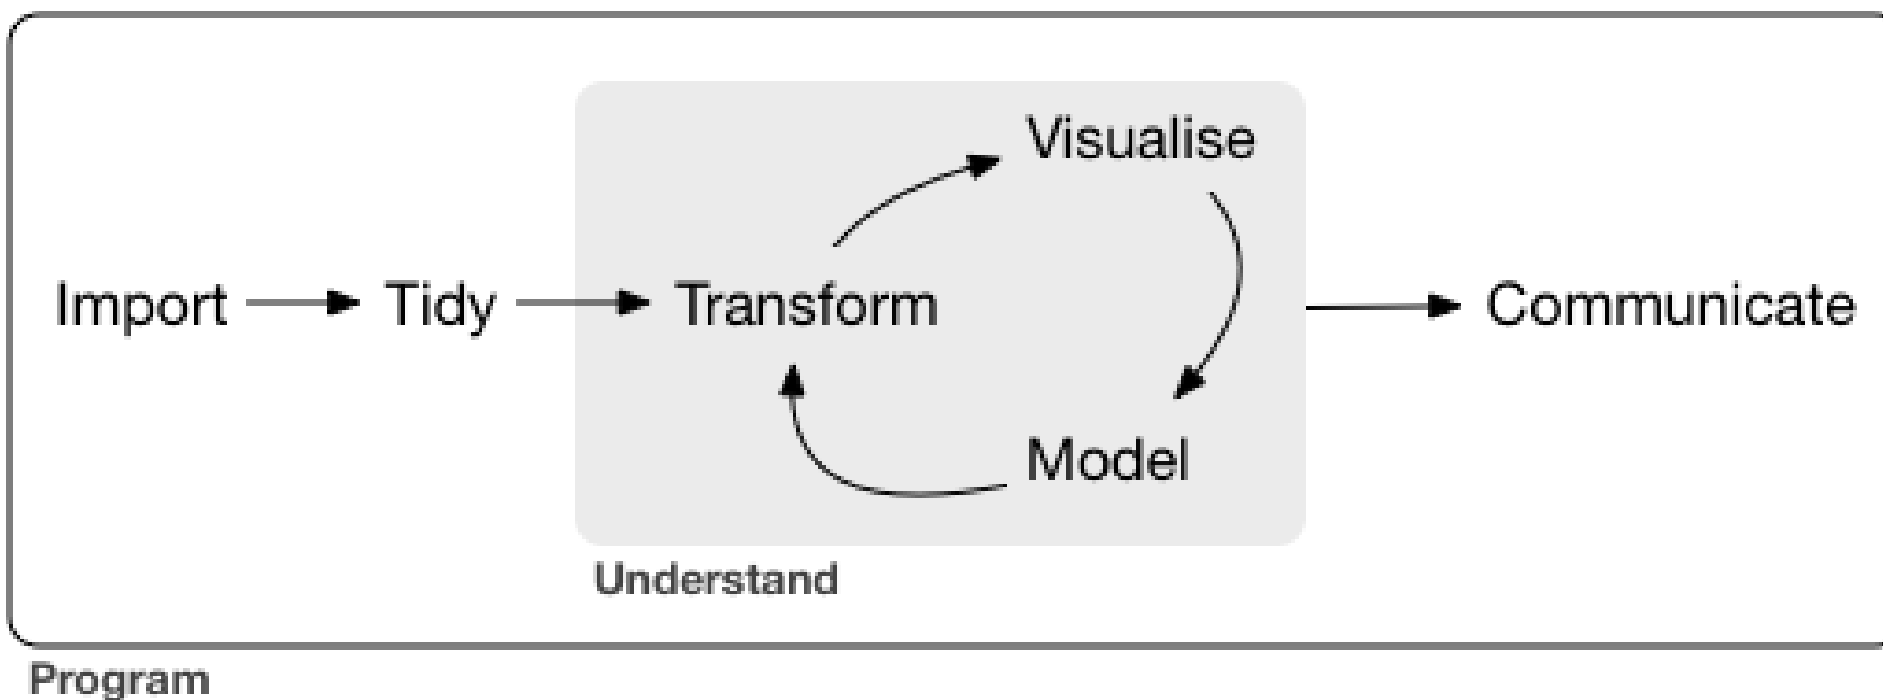 Visualise
Import Tidy Transform Communicate
Model
Understand
Program